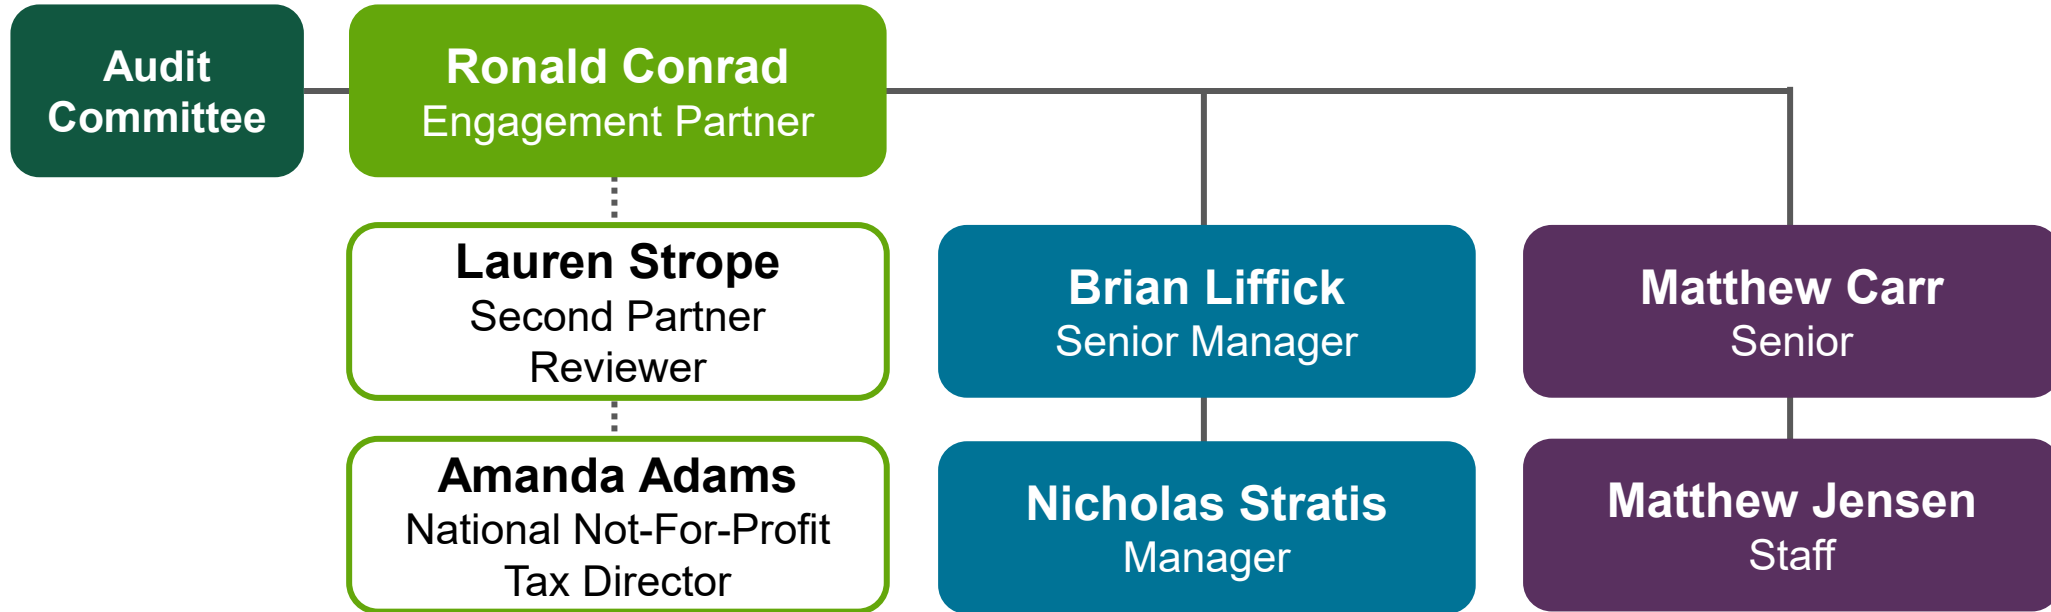 Audit
Committee
Ronald Conrad
Engagement Partner
Lauren Strope
Second Partner
Reviewer
Brian Liffick
Senior Manager
Matthew Carr
Senior
Amanda Adams
National Not-For-Profit
Tax Director
Nicholas Stratis
Manager
Matthew Jensen
Staff